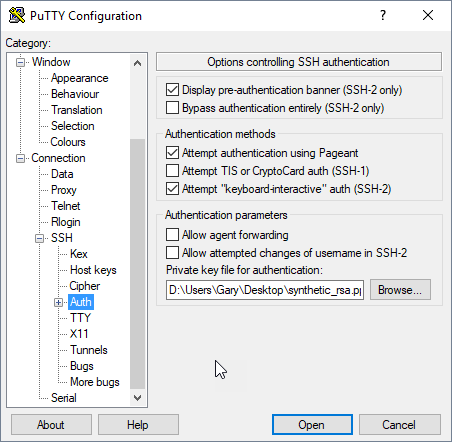 PuTTY Configuration
?
Category:
Window
Appearance
Behaviour
Translation
Selection
Colours
Connection
Data
Proxy
Telnet
Rlogin
SSH
Kex
Host keys
Cipher
Auth
TTY
X11
Tunnels
Bugs
More bugs
Serial
Options controlling SSH authentication
Display pre-authentication banner (SSH-2 only)
Bypass authentication entirely (SSH-2 only)
Authentication methods
Attempt authentication using Pageant
Attempt TIS or CryptoCard auth (SSH-1)
Attempt "keyboard-interactive" auth (SSH-2)
Authentication parameters
Allow agent forwarding
Allow attempted changes of username in SSH-2
Private key file for authentication:
D:\Users\Gary\Desktop\synthetic_rsa.pp
Browse...
About
Help
Open
Cancel